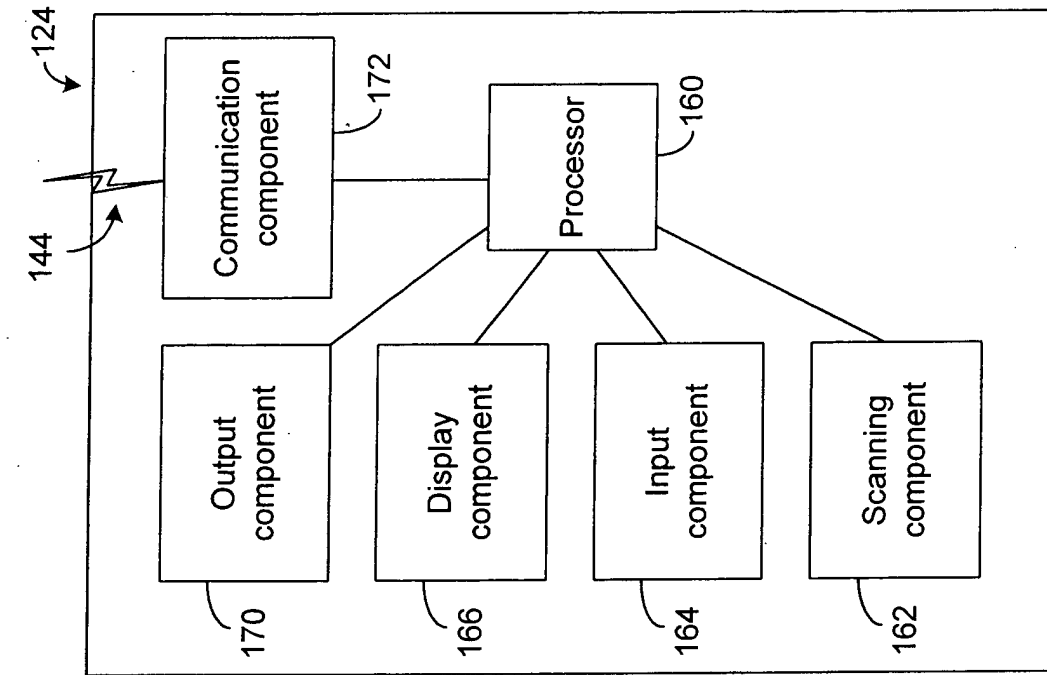 124
144
Communication
component
172
Processor
160
Output
component
170
Display
component
166
Input
component
164
Scanning
component
162